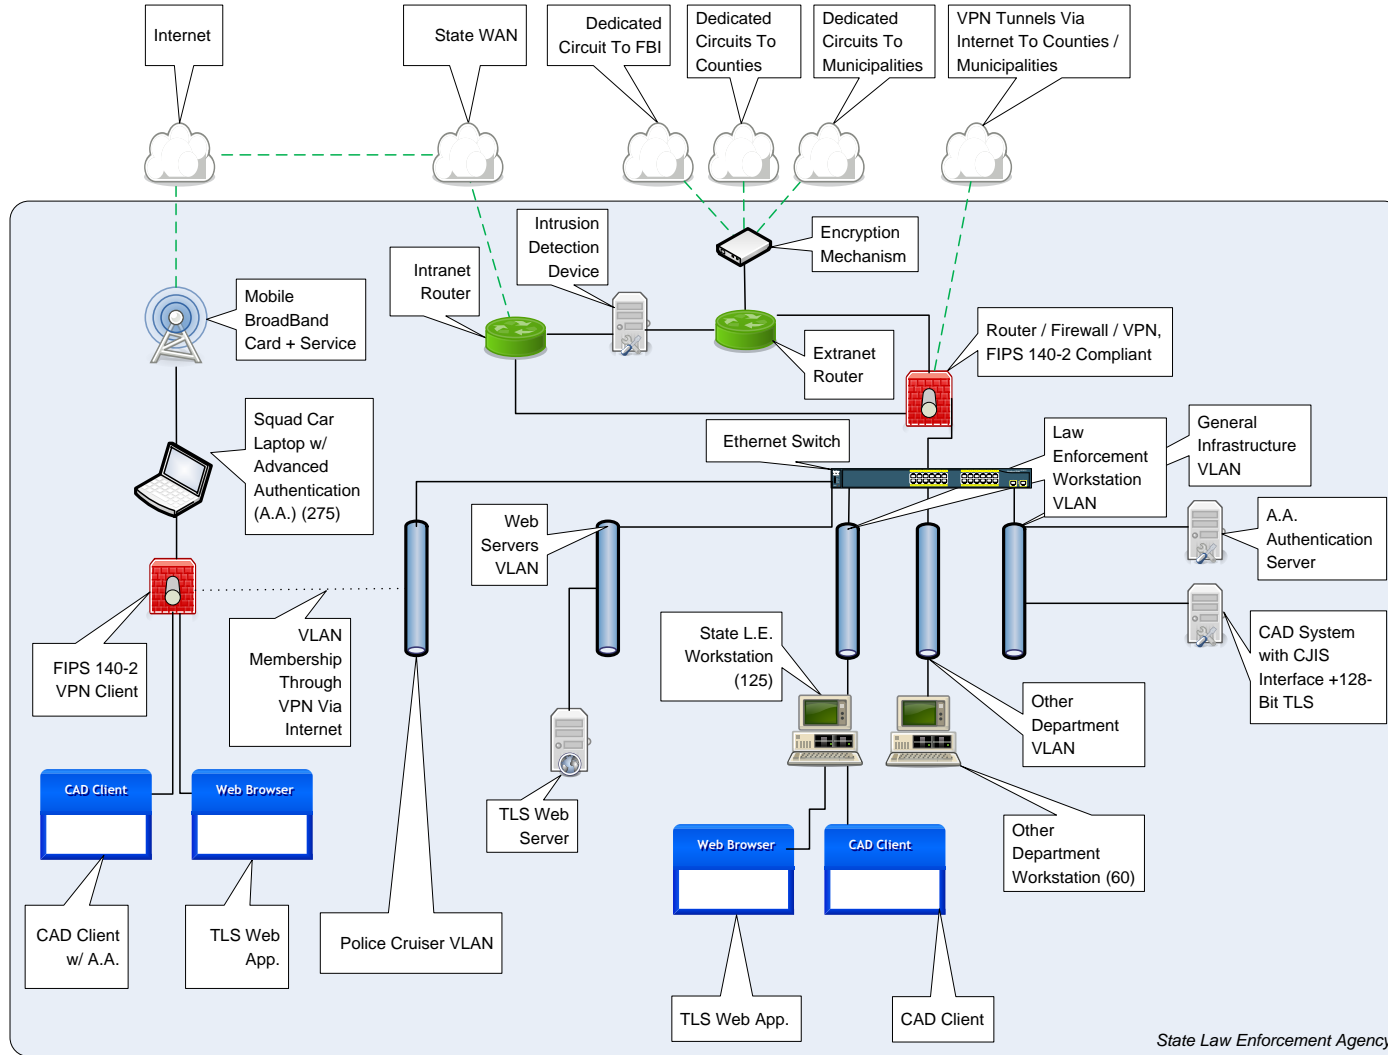 Internet
State WAN
Dedicated
Circuit To FBI
Dedicated
Circuits To
Counties
Dedicated
Circuits To
Municipalities
VPN Tunnels Via
Internet To Counties /
Municipalities
Intrusion
Detection
Device
Encryption
Mechanism
Intranet
Router
Mobile
BroadBand
Card + Service
Extranet
Router
Router / Firewall / VPN,
FIPS 140-2 Compliant
Squad Car
Laptop w/
Advanced
Authentication
(A.A.) (275)
Ethernet Switch
Law
Enforcement
Workstation
VLAN
General
Infrastructure
VLAN
Web
Servers
VLAN
A.A.
Authentication
Server
FIPS 140-2
VPN Client
VLAN
Membership
Through
VPN Via
Internet
State L.E.
Workstation
(125)
CAD System
with CJIS
Interface +128-
Bit TLS
Other
Department
VLAN
CAD Client
Web Browser
TLS Web
Server
Web Browser
CAD Client
Other
Department
Workstation (60)
CAD Client
w/ A.A.
TLS Web
App.
Police Cruiser VLAN
TLS Web App.
CAD Client
State Law Enforcement Agency